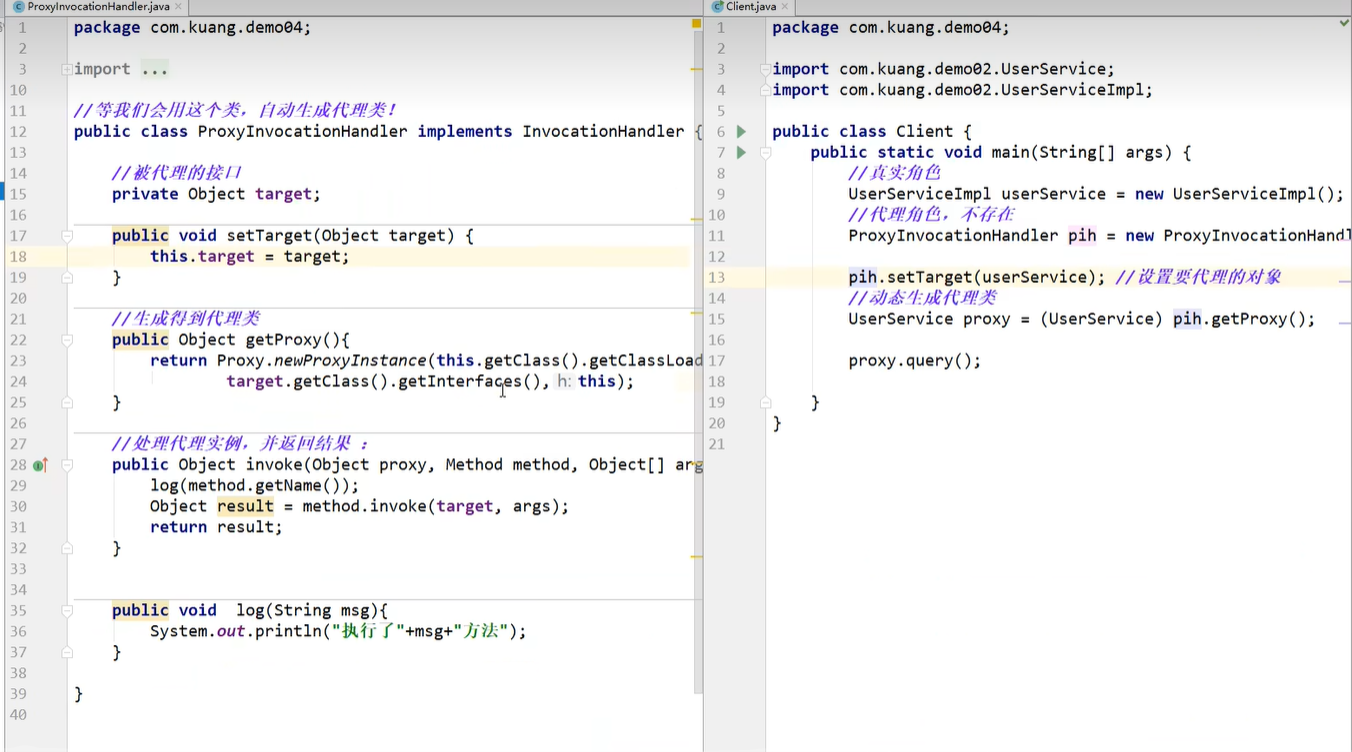 ProxyInvocationHandler.java
1 package com.kuang.demo04;
2
3 import ...
10
11 //等我们会用这个类，自动生成代理类！
12 public class ProxyInvocationHandler implements InvocationHandler {
13
14 //被代理的接口
15 private Object target;
16
17 public void setTarget(Object target) {
18 this.target = target;
19 }
20
21 //生成得到代理类
22 public Object getProxy(){
23 return Proxy.newProxyInstance(this.getClass().getClassLoad
24 target.getClass().getInterfaces(), h: this);
25 }
26
27 //处理代理实例，并返回结果 :
28 public Object invoke(Object proxy, Method method, Object[] arg
29 log(method.getName());
30 Object result = method.invoke(target, args);
31 return result;
32 }
33
34
35 public void log(String msg){
36 System.out.println("执行了"+msg+"方法");
37 }
38
39 }
40
Client.java
1 package com.kuang.demo04;
2
3 import com.kuang.demo02.UserService;
4 import com.kuang.demo02.UserServiceImpl;
5
6 public class Client {
7 public static void main(String[] args) {
8 //真实角色
9 UserServiceImpl userService = new UserServiceImpl();
10 //代理角色，不存在
11 ProxyInvocationHandler pih = new ProxyInvocationHandl
12
13 pih.setTarget(userService); //设置要代理的对象
14 //动态生成代理类
15 UserService proxy = (UserService) pih.getProxy();
16
17 proxy.query();
18
19 }
20 }
21